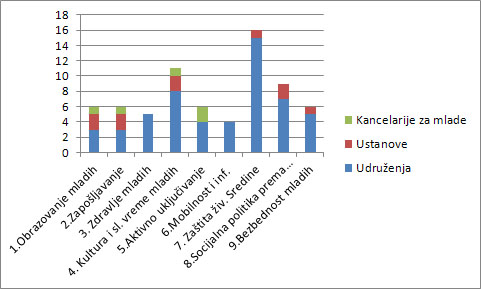 18
16
14
12
10
8
6
4
2
0
1.Obrazovanje mladih
2.Zapošljavanje
3. Zdravlje mladih
4. Kultura i sl. vreme mladih
5.Aktivno uključivanje
6.Mobilnost i inf.
7. Zaštita živ. Sredine
8.Socijalna politika prema...
9.Bezbednost mladih
Kancelarije za mlade
Ustanove
Udruženja